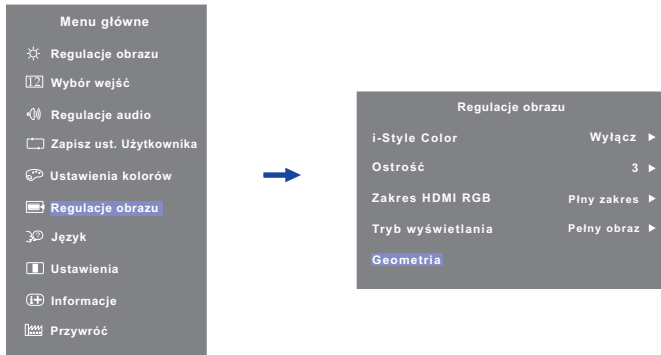 Menu główne
Regulacje obrazu
12 Wybór wejść
Regulacje audio
Zapisz ust. Użytkownika
Ustawienia kolorów
Regulacje obrazu
Język
Ustawienia
Informacje
Przywróć
Regulacje obrazu
i-Style Color Wyłącz
Ostrość 3
Zakres HDMI RGB Płny zakres
Tryb wyświetlania Pełny obraz
Geometria